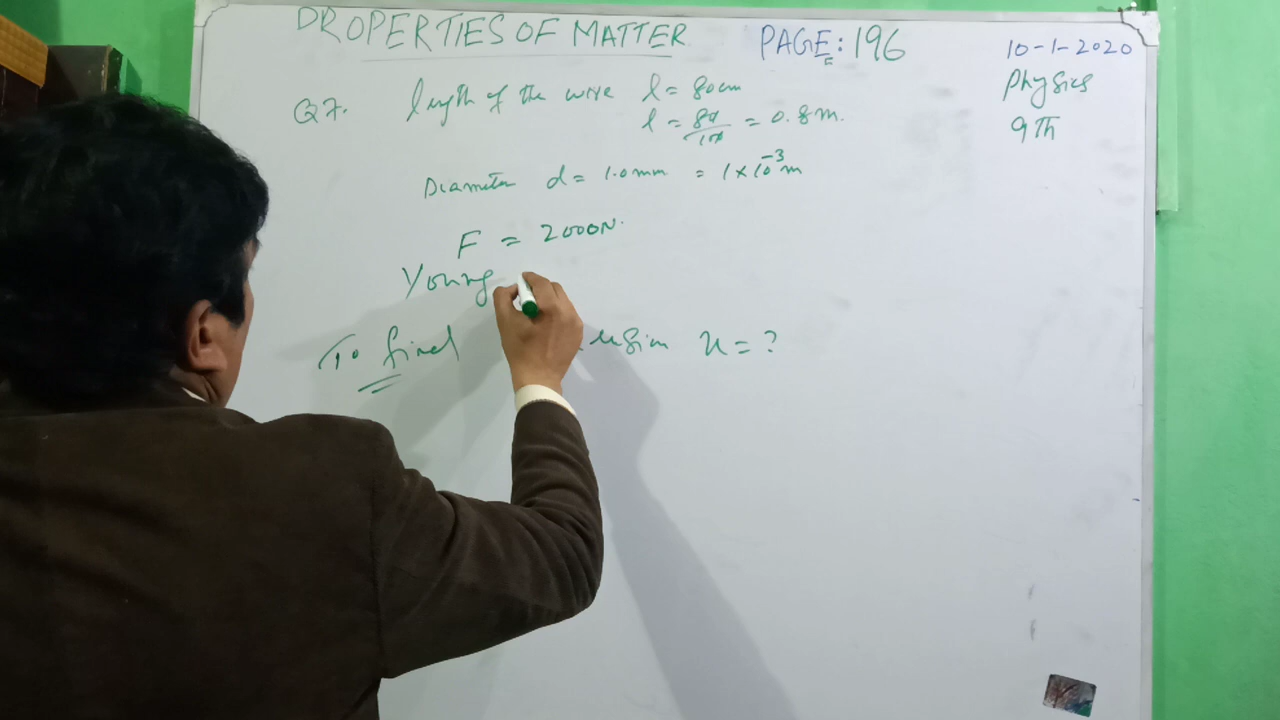 PROPERTIES OF MATTER PAGE: 196 10-1-2020
Physics
9Th
Q7. length of the wire l = 80cm
l = 80/100 = 0.8m.
Diameter d = 1.0mm = 1×10⁻³m
F = 2000N.
Young
To find x = ?